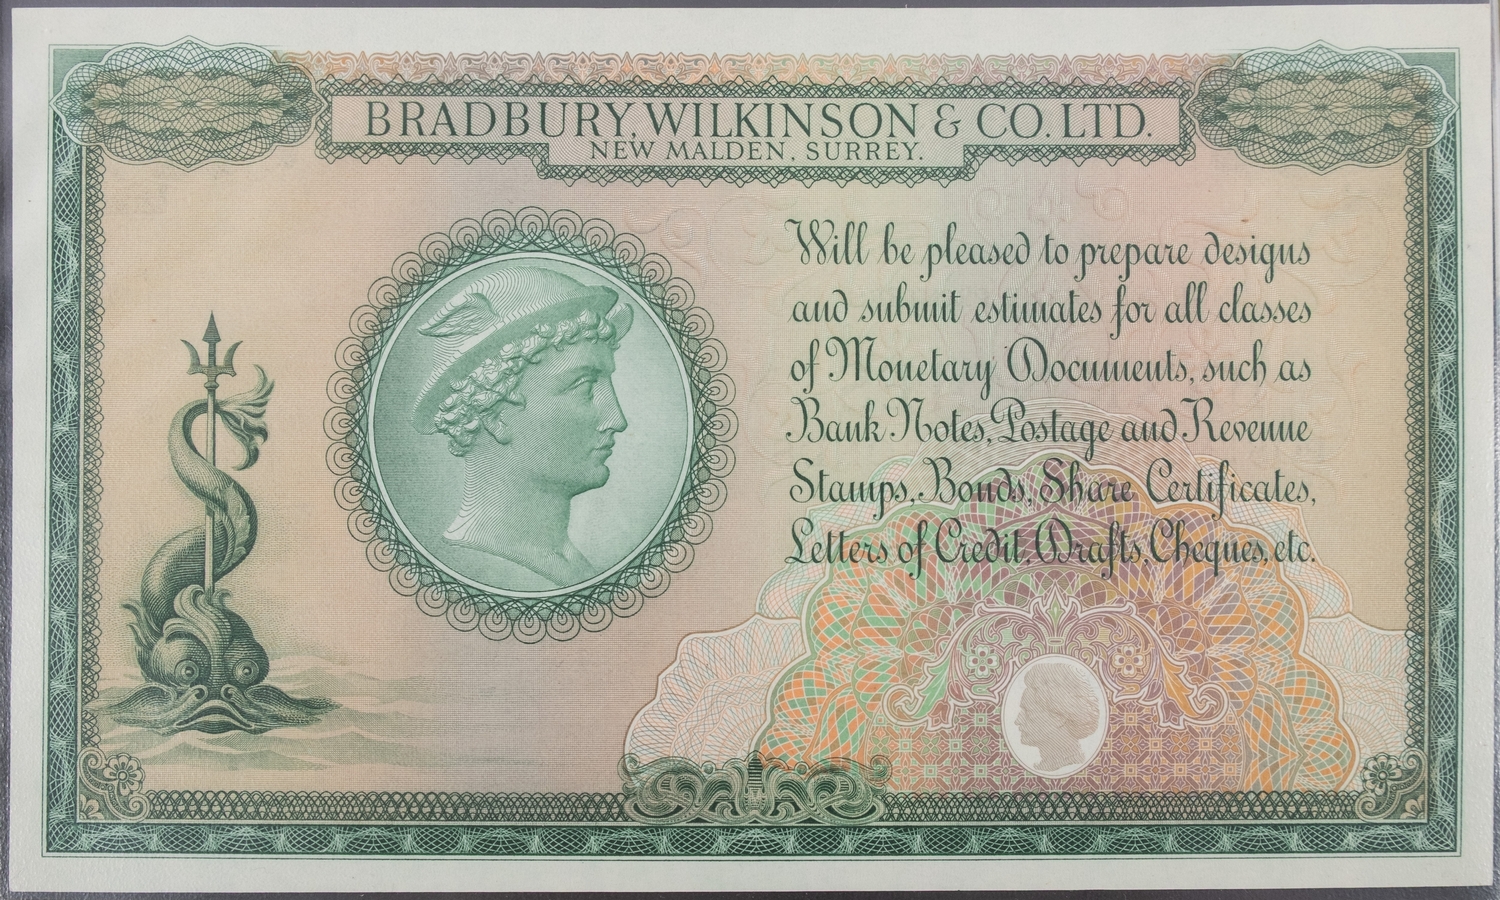 BRADBURY, WILKINSON & CO. LTD.
NEW MALDEN, SURREY.
Will be pleased to prepare designs
and submit estimates for all classes
of Monetary Documents, such as
Bank Notes, Postage and Revenue
Stamps, Bonds, Share Certificates,
Letters of Credit, Drafts, Cheques, etc.